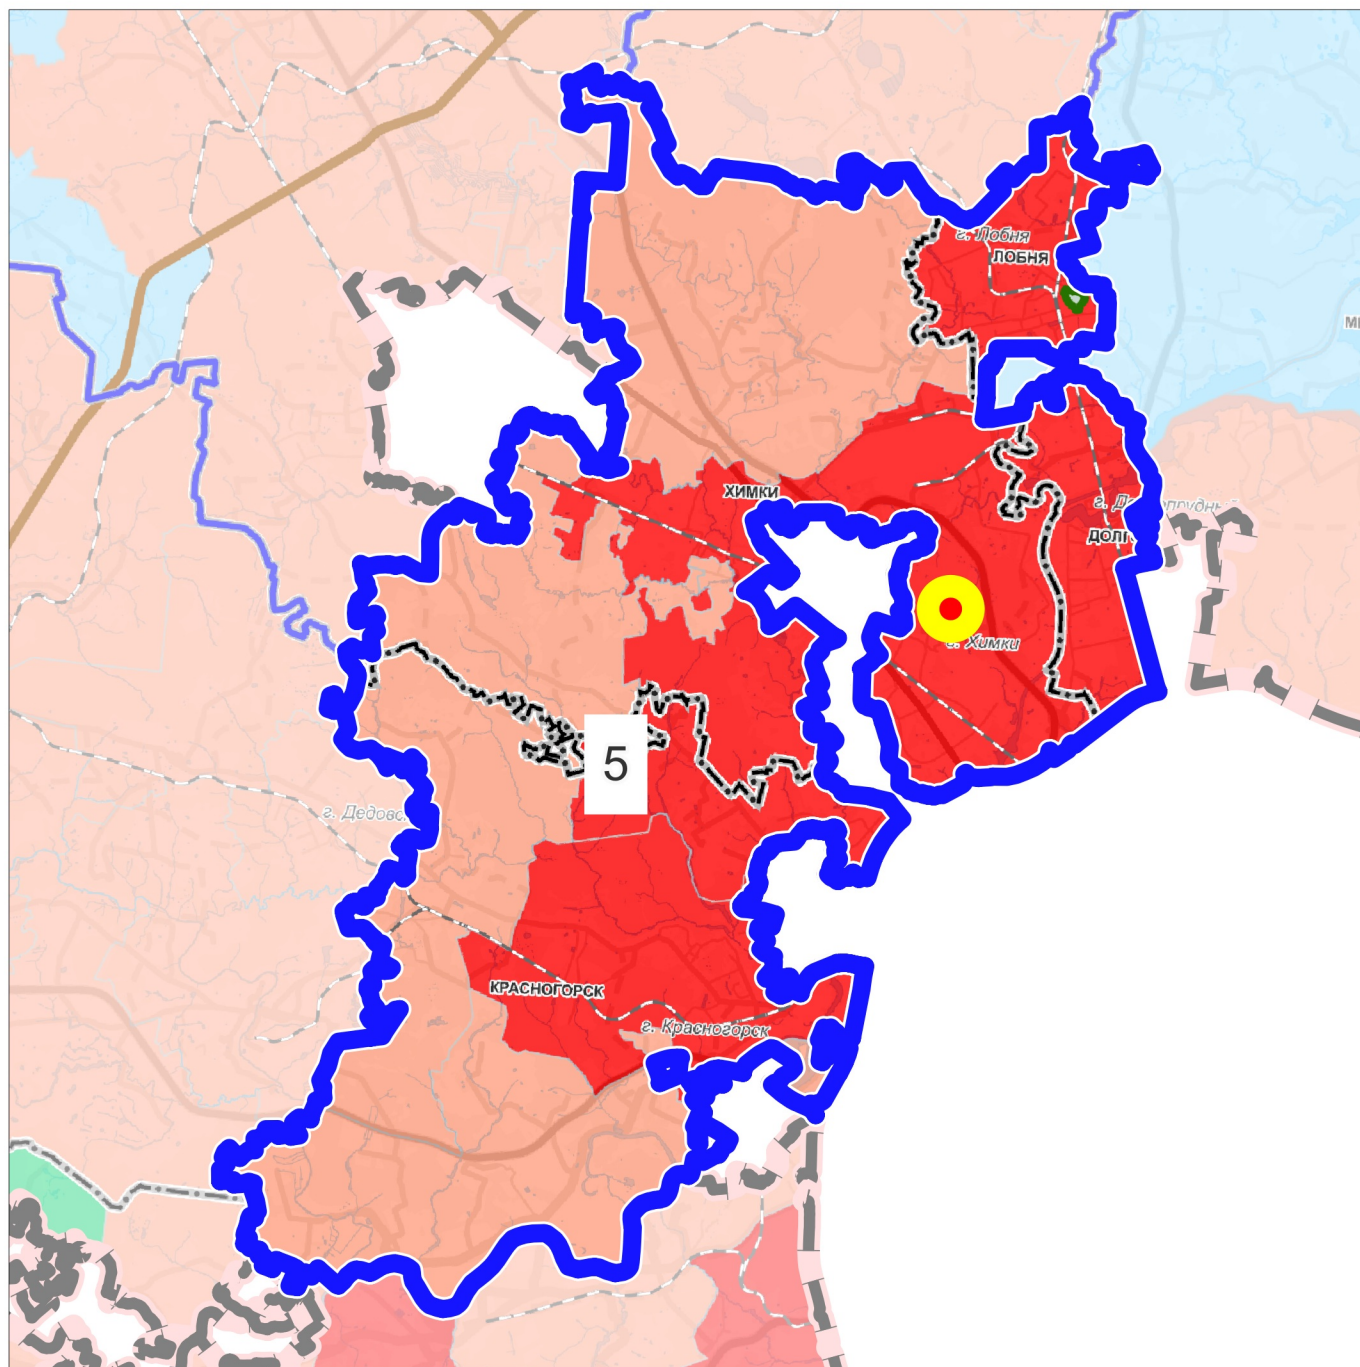 г. Лобня
ЛОБНЯ
ХИМКИ
г. Д
ДОЛГ
г. Химки
5
г. Дедовс
КРАСНОГОРСК
г. Красногорск